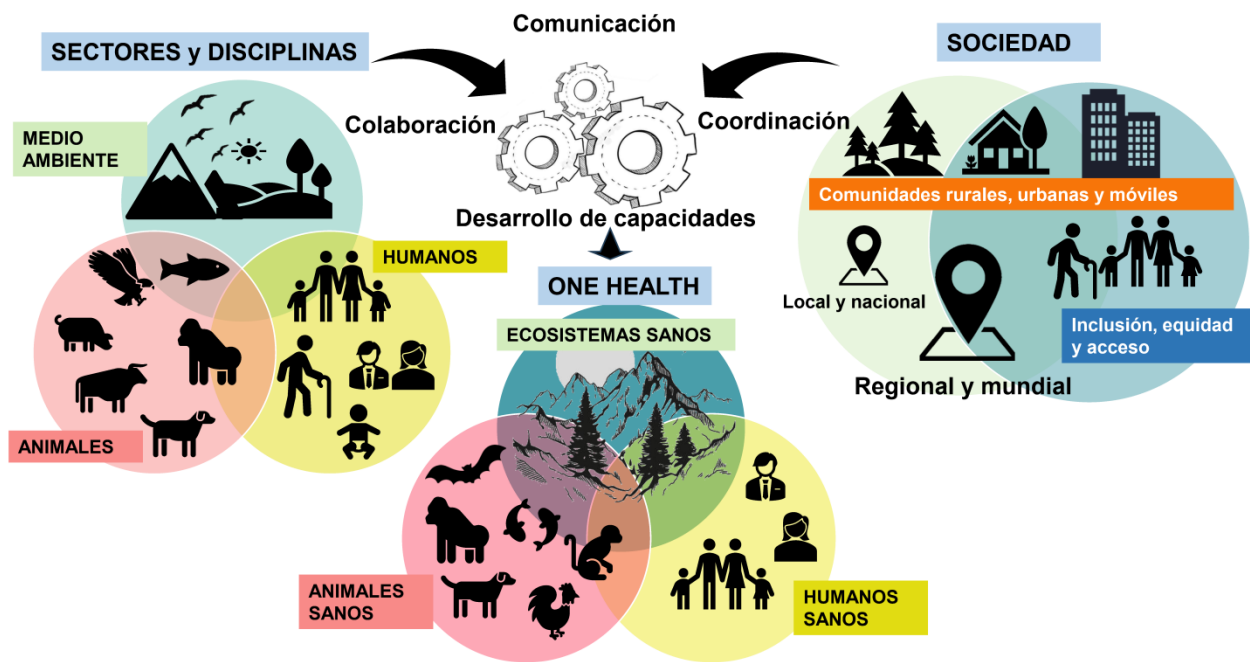 SECTORES y DISCIPLINAS
MEDIO
AMBIENTE
HUMANOS
ANIMALES
Comunicación
Colaboración
Coordinación
Desarrollo de capacidades
SOCIEDAD
Comunidades rurales, urbanas y móviles
Local y nacional
Inclusión, equidad
y acceso
Regional y mundial
ONE HEALTH
ECOSISTEMAS SANOS
ANIMALES
SANOS
HUMANOS
SANOS